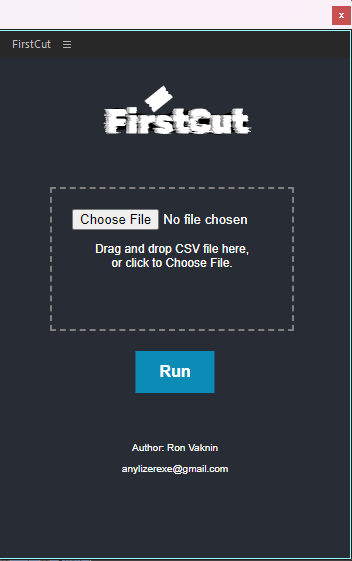 x
FirstCut ☰
FirstCut
Choose File No file chosen
Drag and drop CSV file here,
or click to Choose File.
Run
Author: Ron Vaknin
anylizerexe@gmail.com